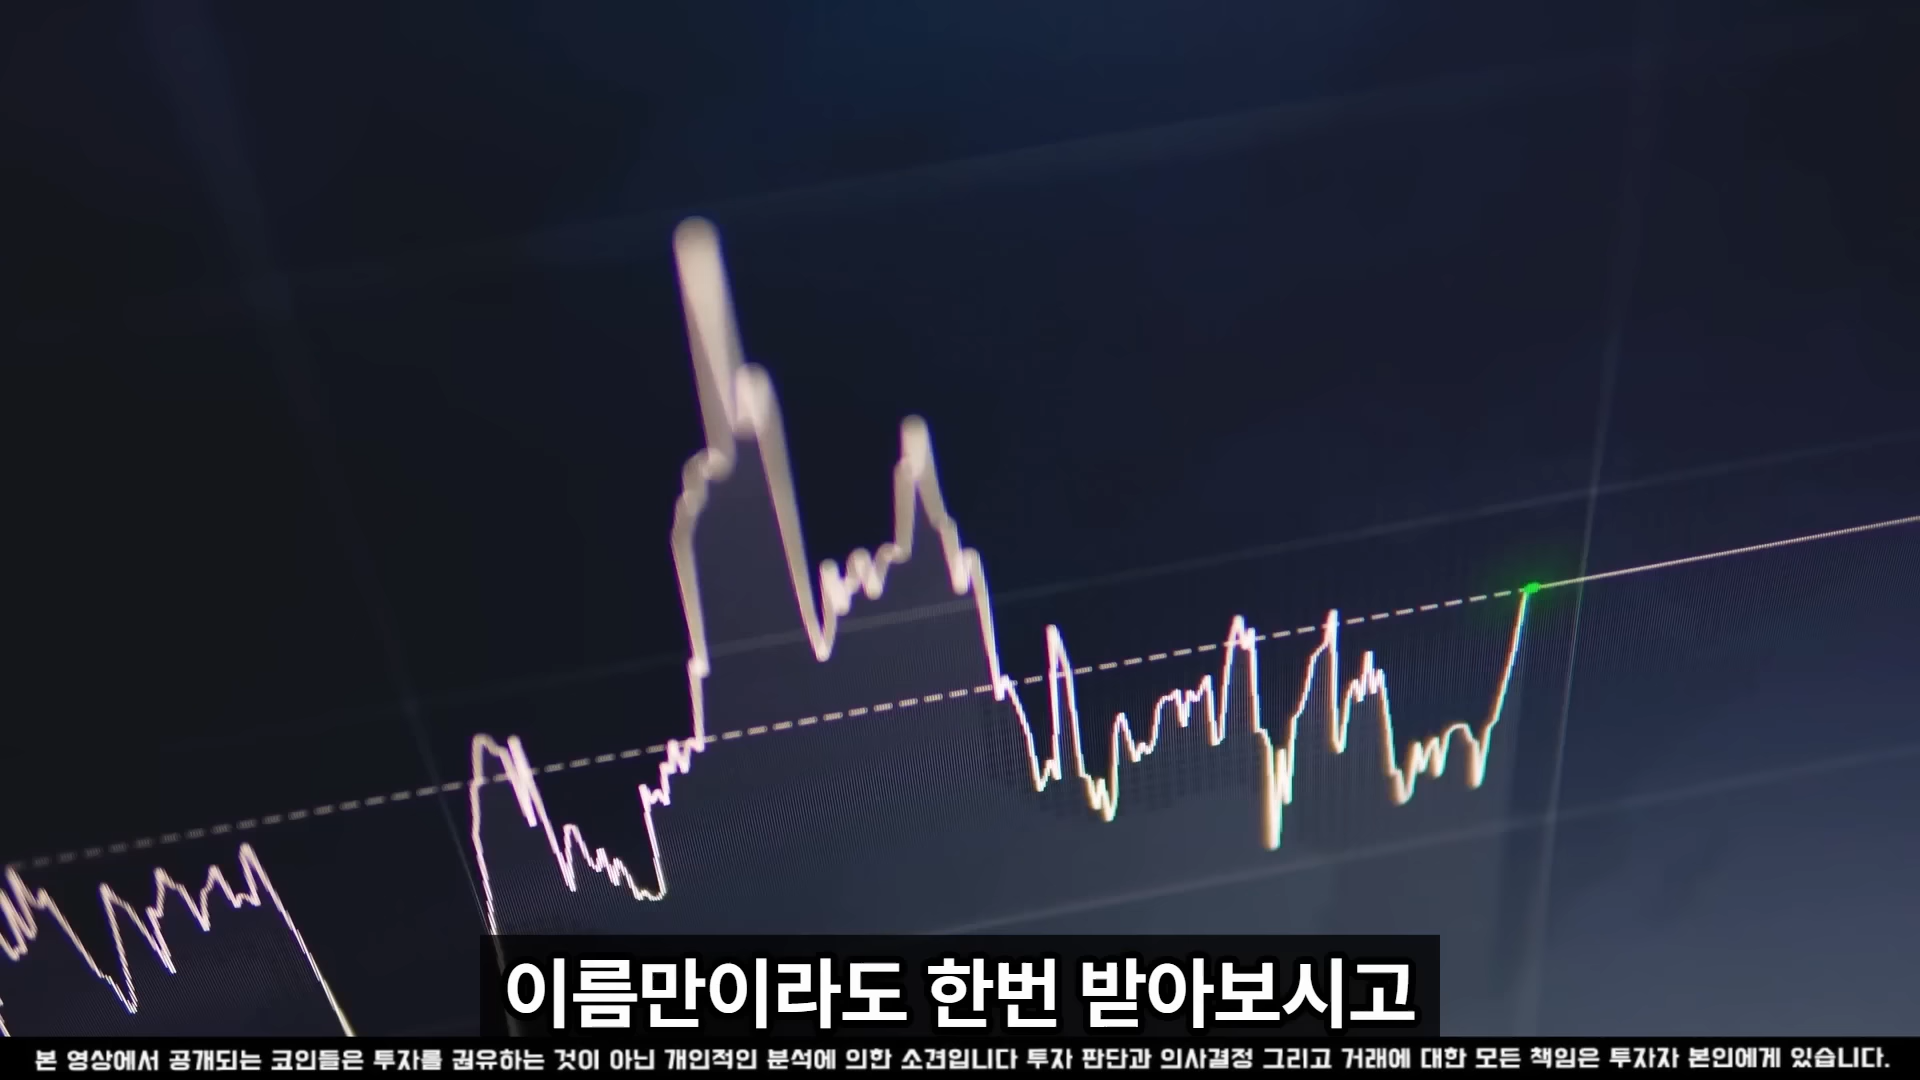 이름만이라도 한번 받아보시고
본 영상에서 공개되는 코인들은 투자를 권유하는 것이 아닌 개인적인 분석에 의한 소견입니다 투자 판단과 의사결정 그리고 거래에 대한 모든 책임은 투자자 본인에게 있습니다.